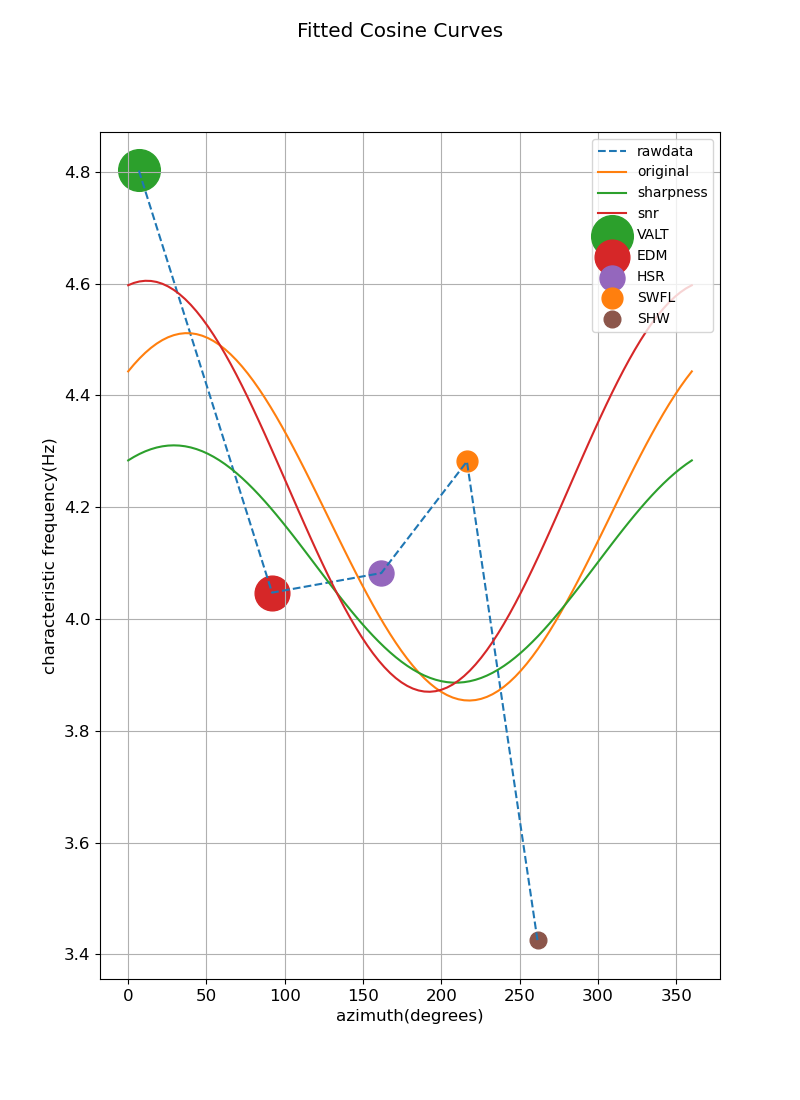 Fitted Cosine Curves
rawdata
original
sharpness
snr
VALT
EDM
HSR
SWFL
SHW
characteristic frequency(Hz)
4.8
4.6
4.4
4.2
4.0
3.8
3.6
3.4
0 50 100 150 200 250 300 350
azimuth(degrees)